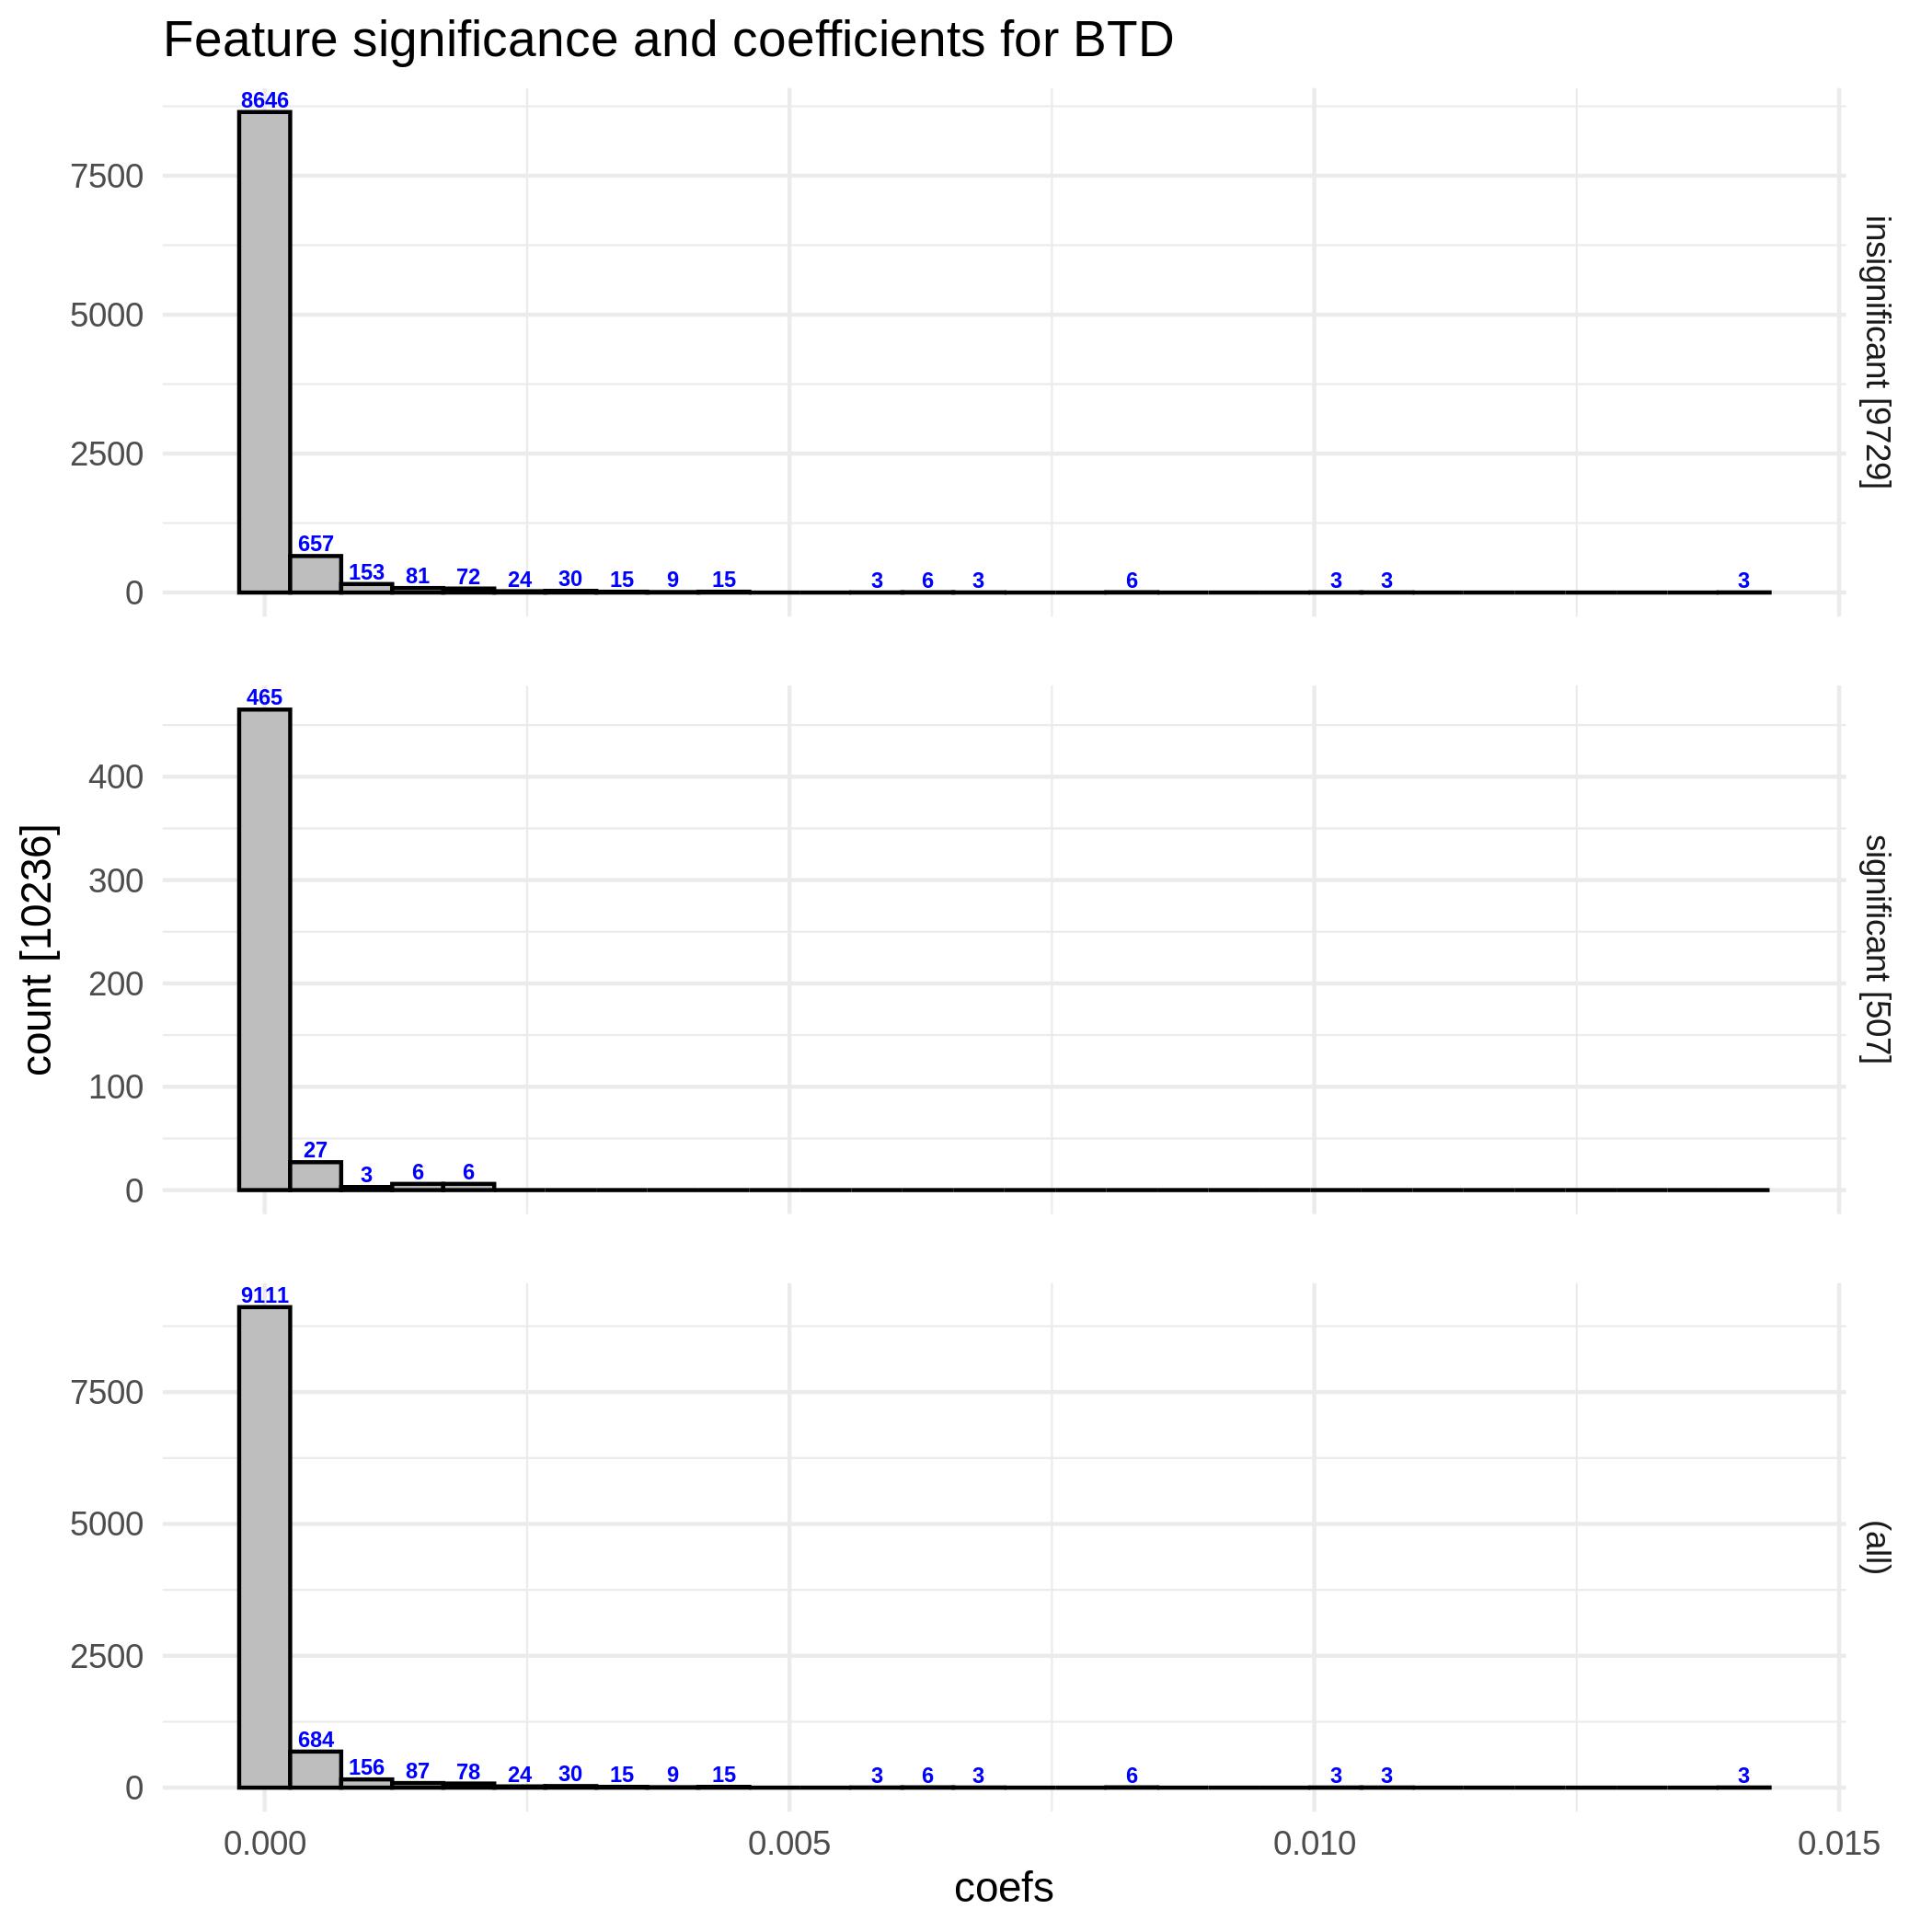 Feature significance and coefficients for BTD
8646
7500
5000
2500
657
153 81 72 24 30 15 9 15 3 6 3 6 3 3 3
0
insignificant [9729]
465
400
300
200
100
27
3 6 6
0
significant [507]
count [10236]
9111
7500
5000
2500
684
156 87 78 24 30 15 9 15 3 6 3 6 3 3 3
0
(all)
0.000 0.005 0.010 0.015
coefs